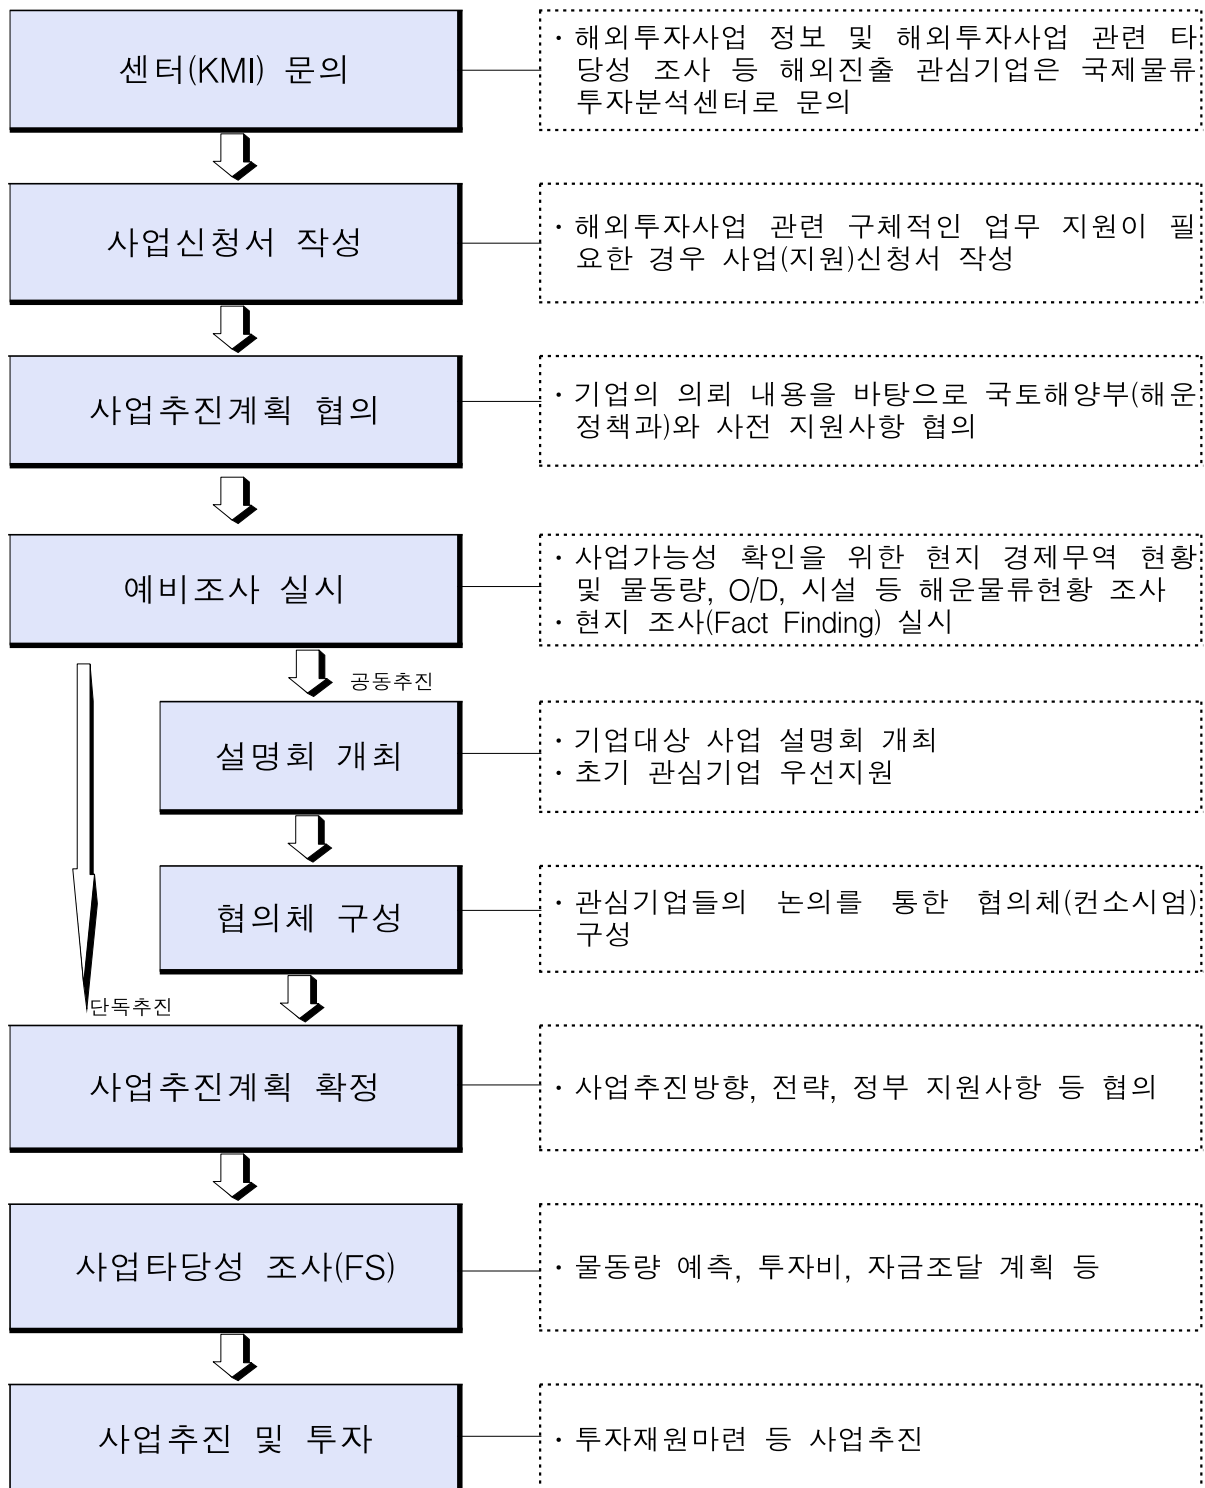 센터(KMI) 문의
· 해외투자사업 정보 및 해외투자사업 관련 타
당성 조사 등 해외진출 관심기업은 국제물류
투자분석센터로 문의
사업신청서 작성
· 해외투자사업 관련 구체적인 업무 지원이 필
요한 경우 사업(지원)신청서 작성
사업추진계획 협의
· 기업의 의뢰 내용을 바탕으로 국토해양부(해운
정책과)와 사전 지원사항 협의
예비조사 실시
· 사업가능성 확인을 위한 현지 경제무역 현황
및 물동량, O/D, 시설 등 해운물류현황 조사
· 현지 조사(Fact Finding) 실시
공동추진
설명회 개최
· 기업대상 사업 설명회 개최
· 초기 관심기업 우선지원
협의체 구성
· 관심기업들의 논의를 통한 협의체(컨소시엄)
구성
단독추진
사업추진계획 확정
· 사업추진방향, 전략, 정부 지원사항 등 협의
사업타당성 조사(FS)
· 물동량 예측, 투자비, 자금조달 계획 등
사업추진 및 투자
· 투자재원마련 등 사업추진